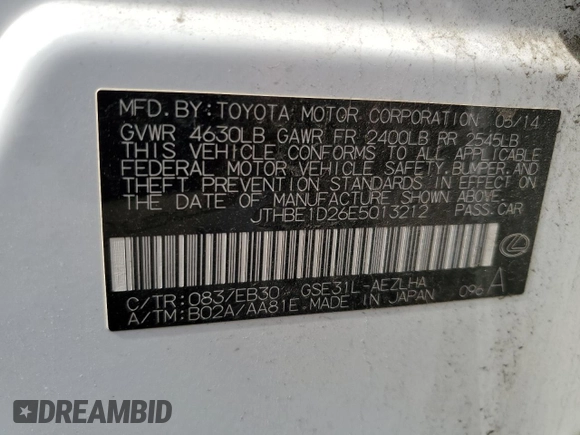 MFD. BY: TOYOTA MOTOR CORPORATION 03/14
GVWR 4630LB GAWR FR 2400LB RR 2545LB
THIS VEHICLE CONFORMS TO ALL APPLICABLE
FEDERAL MOTOR VEHICLE SAFETY, BUMPER, AND
THEFT PREVENTION STANDARDS IN EFFECT ON
THE DATE OF MANUFACTURE SHOWN ABOVE.
JTHBE1D26E5013212 PASS. CAR
C/TR: 083/EB30 GSE31L-AEZLHA 096 A
A/TM: B02A/AA81E MADE IN JAPAN
DREAMBID